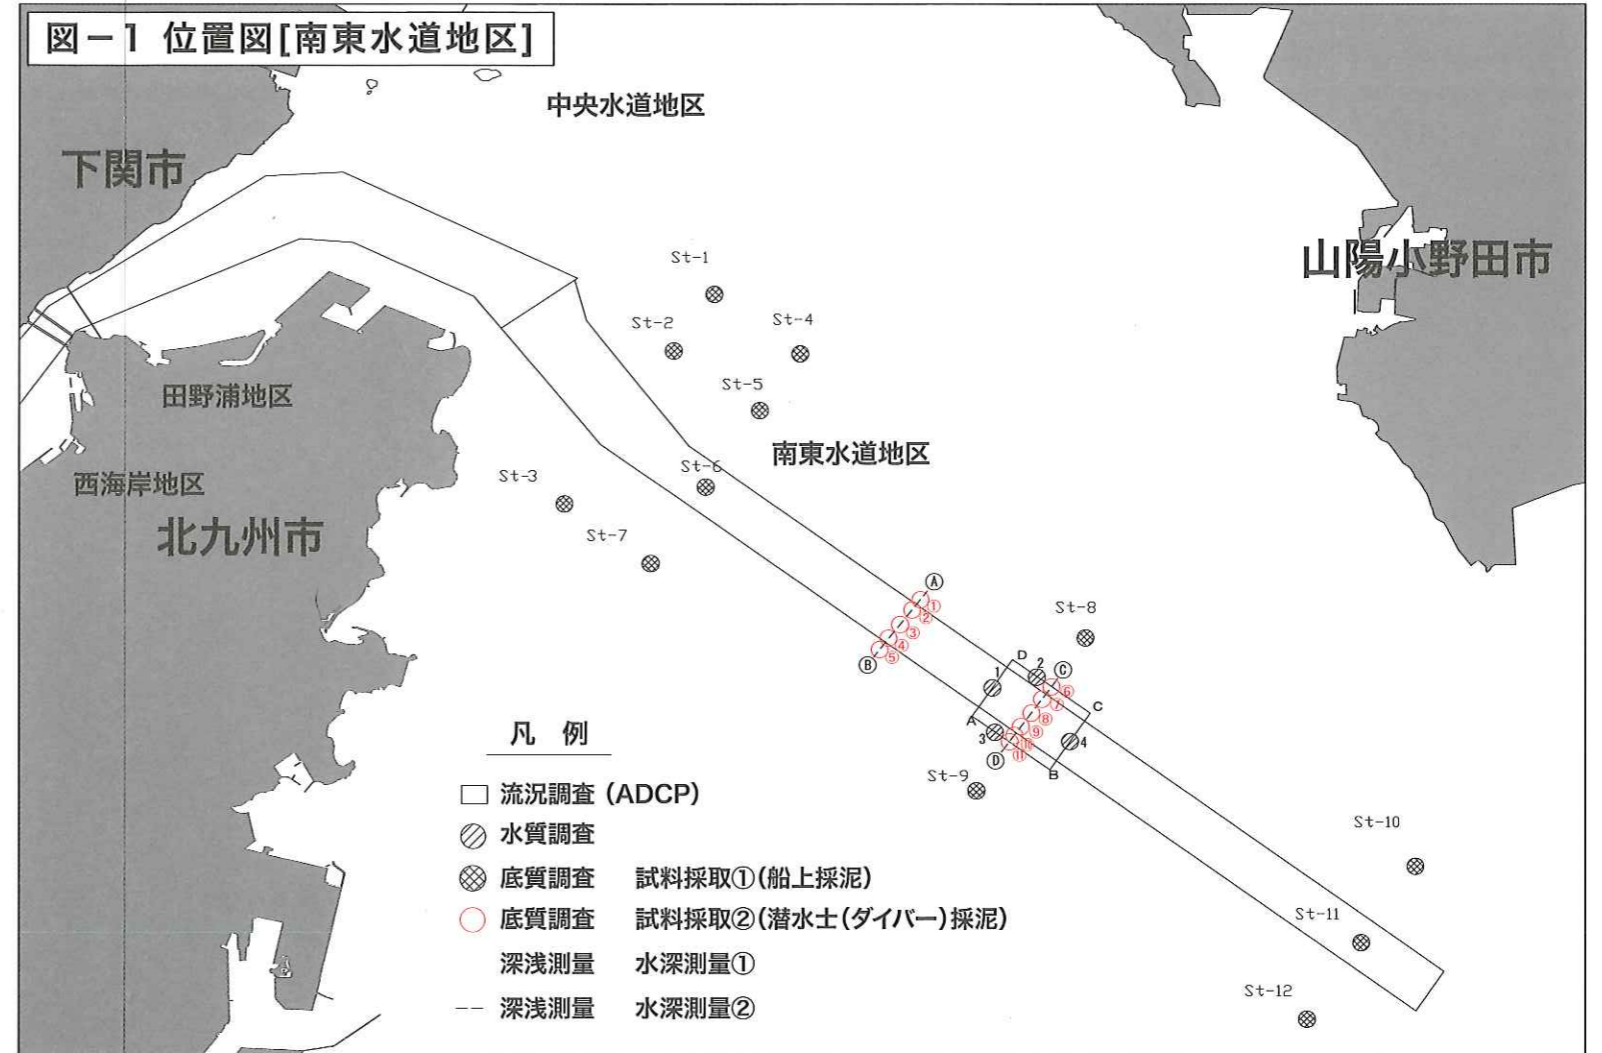 図－1 位置図[南東水道地区]
中央水道地区
下関市
山陽小野田市
St-1
St-2
St-4
St-5
田野浦地区
南東水道地区
St-6
St-3
西海岸地区
北九州市
St-7
Ⓐ
①
②
③
④
⑤
Ⓑ
St-8
D
2
Ⓒ
1
⑥
⑦
C
⑧
A
⑨
3
⑩
4
⑪
Ⓓ
B
St-9
凡 例
流況調査（ADCP）
水質調査
底質調査 試料採取①（船上採泥）
底質調査 試料採取②（潜水士（ダイバー）採泥）
深浅測量 水深測量①
-- 深浅測量 水深測量②
St-10
St-11
St-12